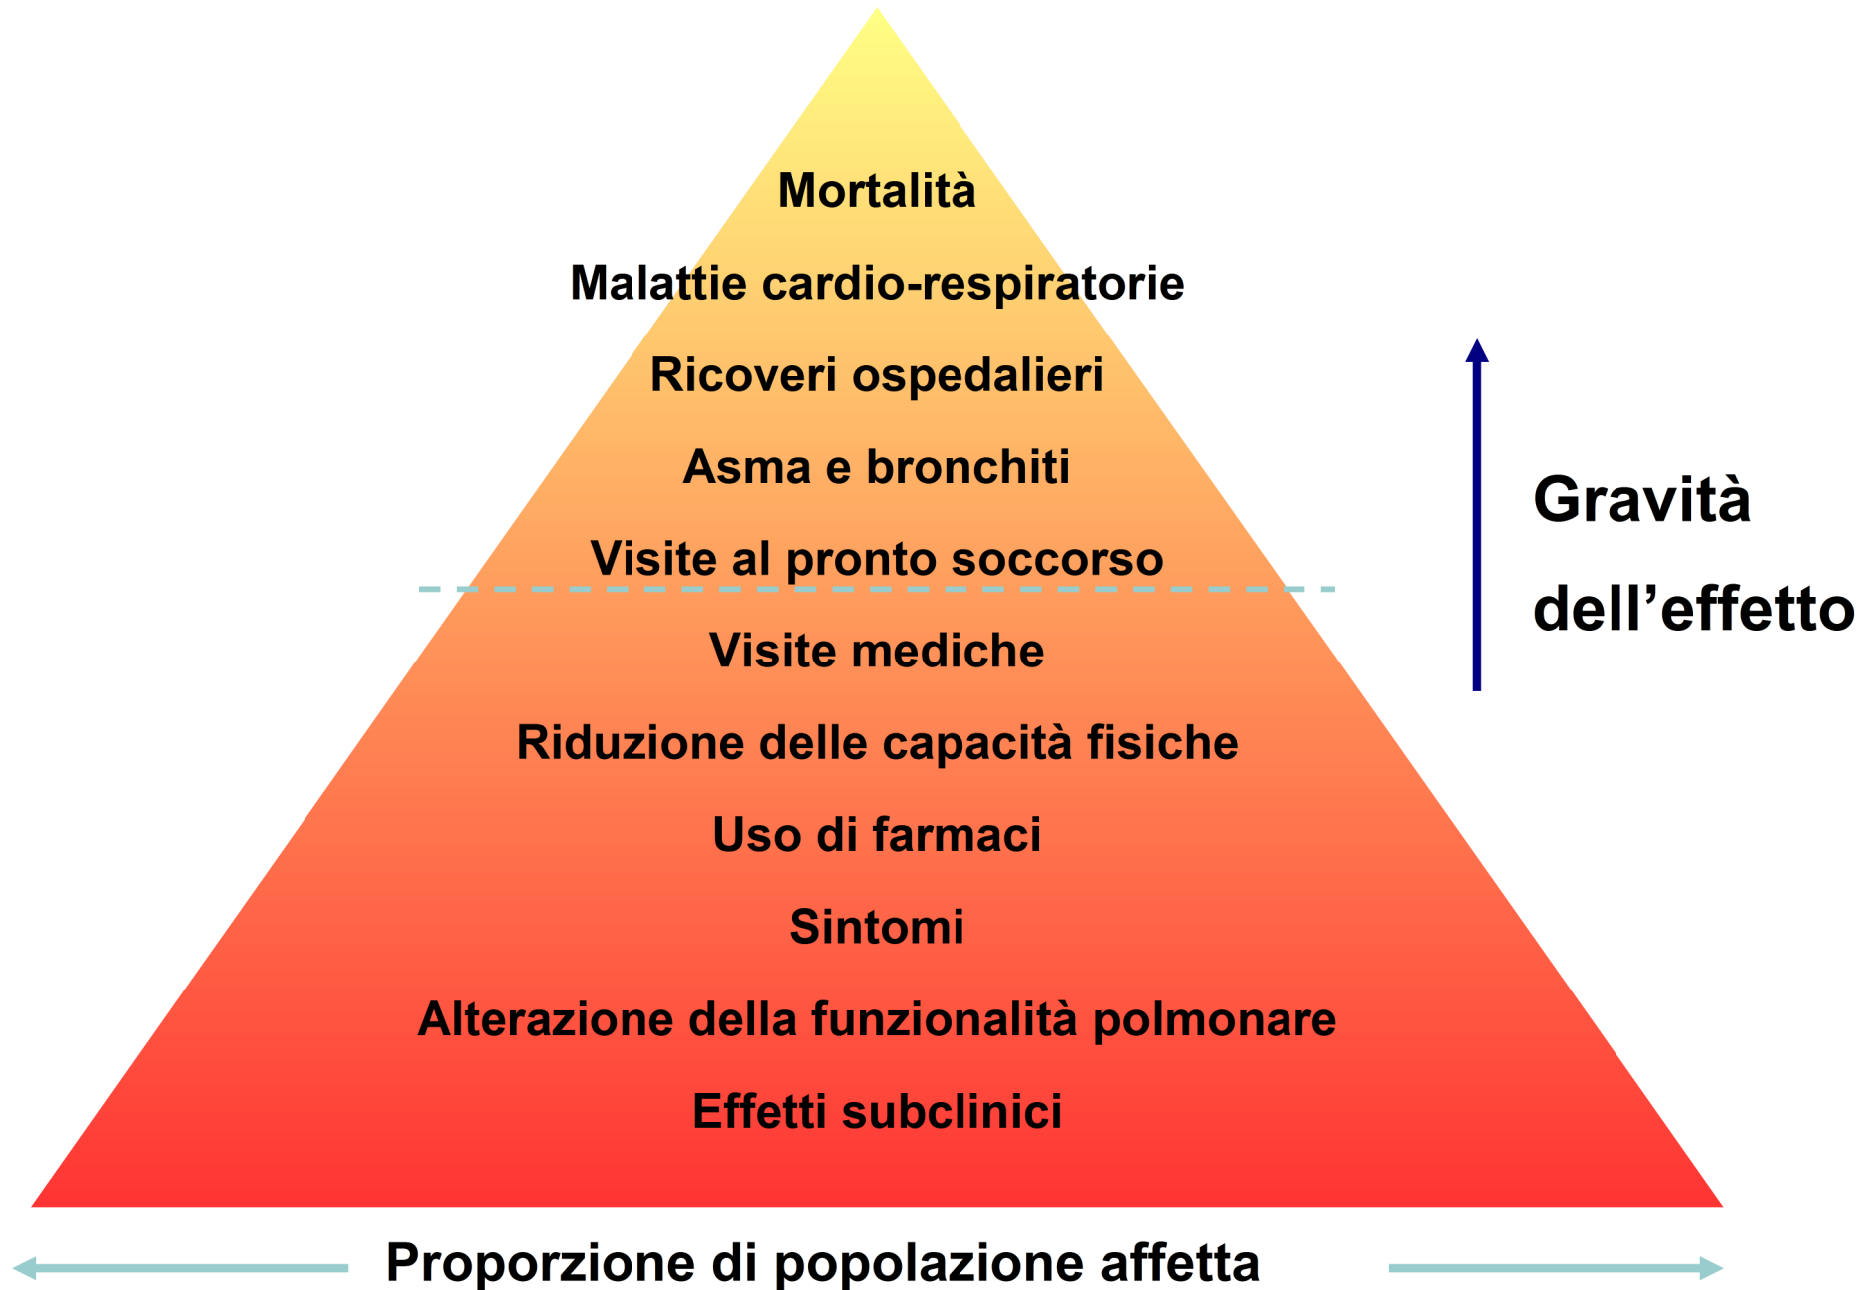 Mortalità
Malattie cardio-respiratorie
Ricoveri ospedalieri
Asma e bronchiti
Visite al pronto soccorso
Visite mediche
Riduzione delle capacità fisiche
Uso di farmaci
Sintomi
Alterazione della funzionalità polmonare
Effetti subclinici
Gravità
dell’effetto
Proporzione di popolazione affetta